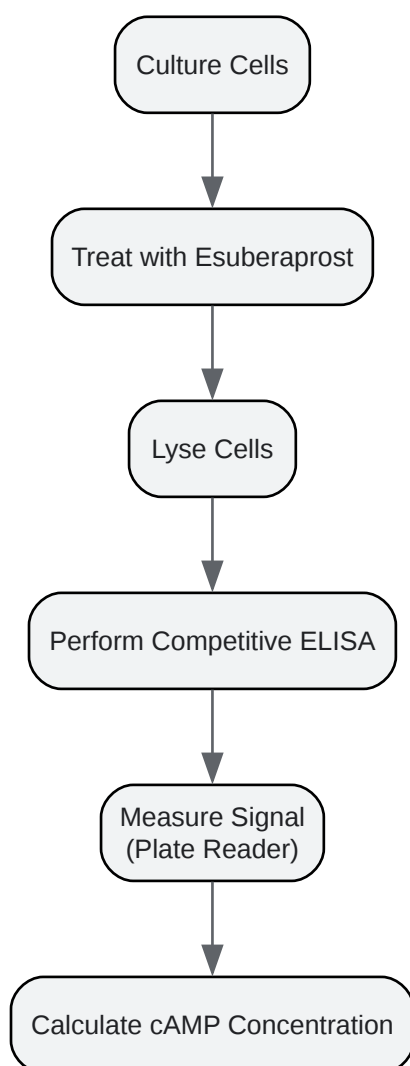 Culture Cells
Treat with Esuberaprost
Lyse Cells
Perform Competitive ELISA
Measure Signal
(Plate Reader)
Calculate cAMP Concentration